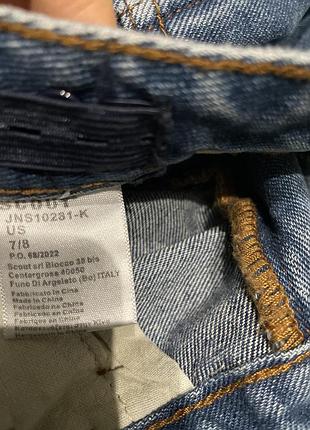 SCOUT
JNS10281-K
US
7/8
P.O. 68/2022
Scout srl Blocco 38 bis
Centergross 40050
Funo Di Argelato (Bo) ITALY
Fabbricato In Cina
Made In China
Fabricado en China
Fabriqué en Chine